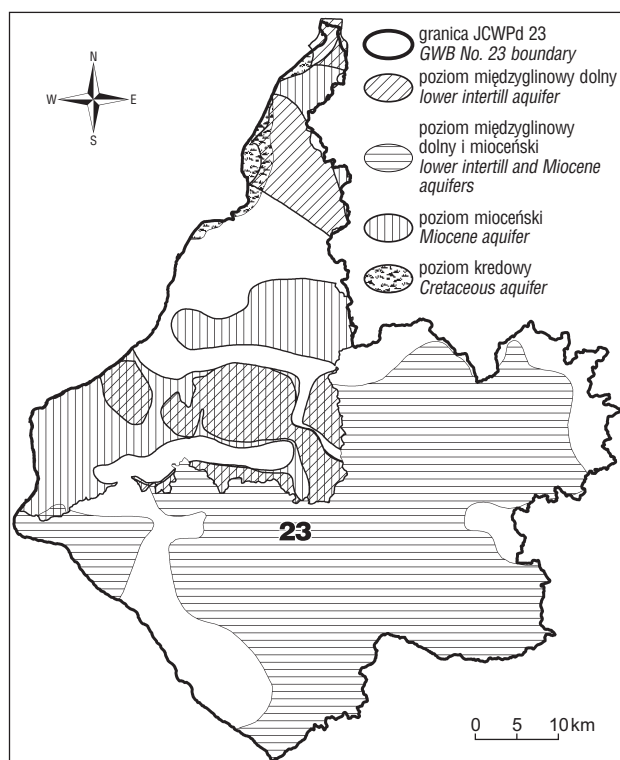 N
W E
S
granica JCWPd 23
GWB No. 23 boundary
poziom międzyglinowy dolny
lower intertill aquifer
poziom międzyglinowy
dolny i mioceński
lower intertill and Miocene
aquifers
poziom mioceński
Miocene aquifer
poziom kredowy
Cretaceous aquifer
23
0 5 10 km